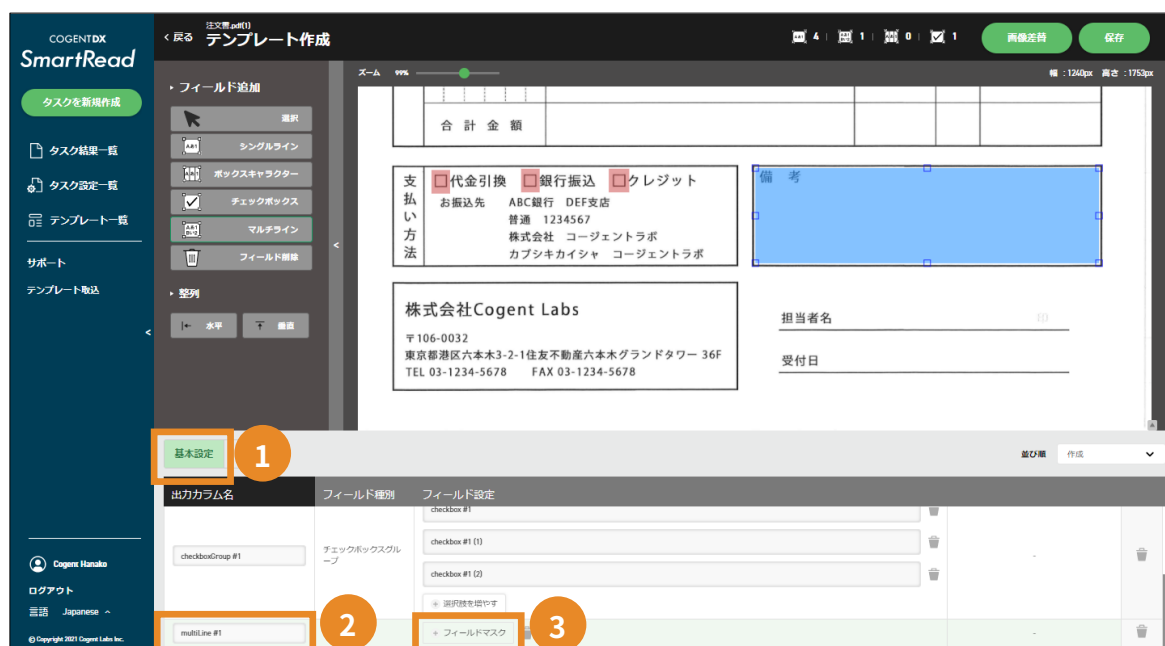 COGENTDX
SmartRead
タスクを新規作成
タスク結果一覧
タスク設定一覧
テンプレート一覧
サポート
テンプレート取込
<
Cogent Hanako
ログアウト
言語 Japanese
© Copyright 2021 Cogent Labs Inc.
注文書.pdf(1)
< 戻る テンプレート作成
4 | 1 | 0 | 1
画像差替
保存
フィールド追加
選択
シングルライン
ボックスキャラクター
チェックボックス
マルチライン
フィールド削除
整列
水平
垂直
<
ズーム 99%
幅 : 1240px 高さ : 1753px
合計金額
支払い方法
代金引換 銀行振込 クレジット
お振込先 ABC銀行 DEF支店
普通 1234567
株式会社 コージェントラボ
カブシキカイシャ コージェントラボ
備 考
株式会社Cogent Labs
〒106-0032
東京都港区六本木3-2-1住友不動産六本木グランドタワー 36F
TEL 03-1234-5678 FAX 03-1234-5678
担当者名 印
受付日
基本設定
1
並び順 作成
出力カラム名 フィールド種別 フィールド設定
checkbox #1
checkboxGroup #1
チェックボックスグループ
checkbox #1 (1)
checkbox #1 (2)
-
+ 選択肢を増やす
multiLine #1
2
+ フィールドマスク
3
-